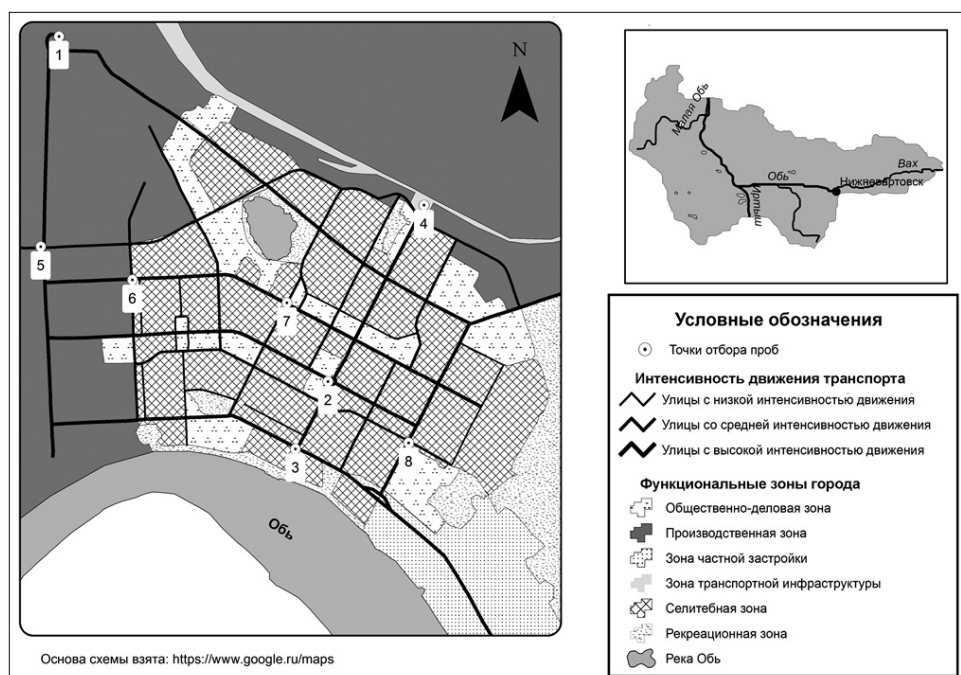 N
1
4
5
6
7
2
3
8
Обь
Основа схемы взята: https://www.google.ru/maps
Малая Обь
Обь
Вах
Нижневартовск
Иртыш
Условные обозначения
Точки отбора проб
Интенсивность движения транспорта
Улицы с низкой интенсивностью движения
Улицы со средней интенсивностью движения
Улицы с высокой интенсивностью движения
Функциональные зоны города
Общественно-деловая зона
Производственная зона
Зона частной застройки
Зона транспортной инфраструктуры
Селитебная зона
Рекреационная зона
Река Обь